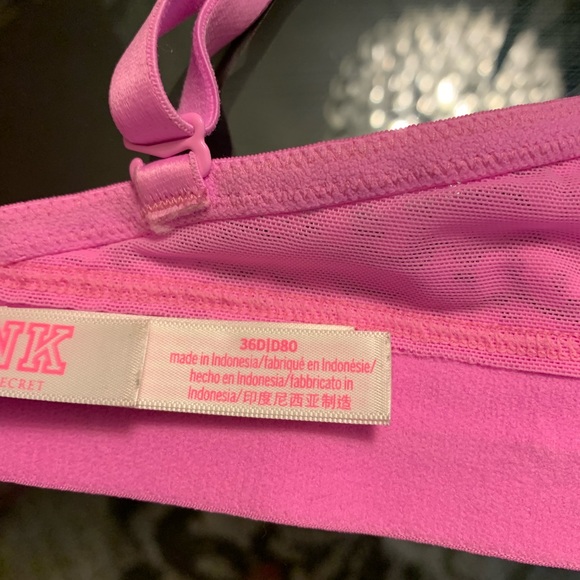 NK
ECRET
36D|D80
made in Indonesia/fabriqué en Indonésie/
hecho en Indonesia/fabbricato in
Indonesia/印度尼西亚制造